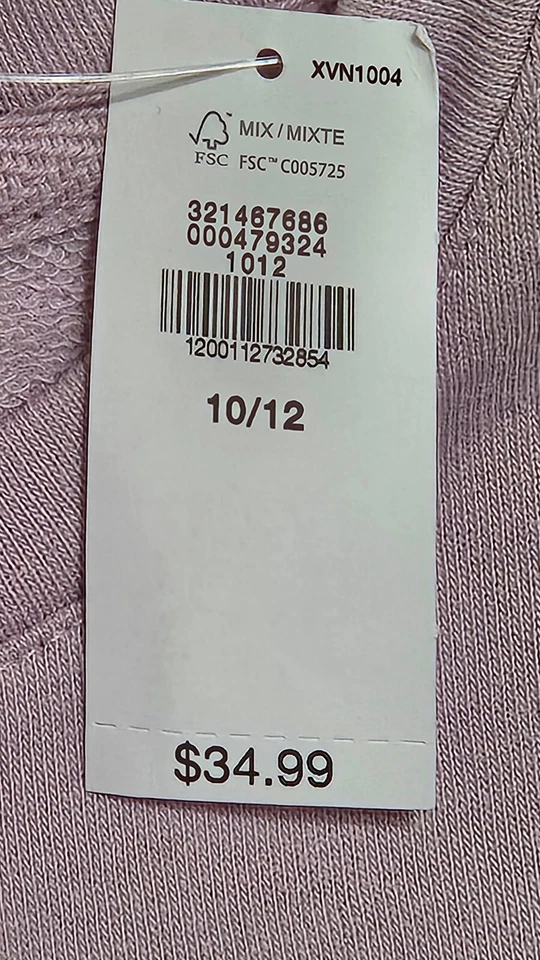 XVN1004
MIX / MIXTE
FSC FSC™ C005725
321467686
000479324
1012
1200112732854
10/12
$34.99